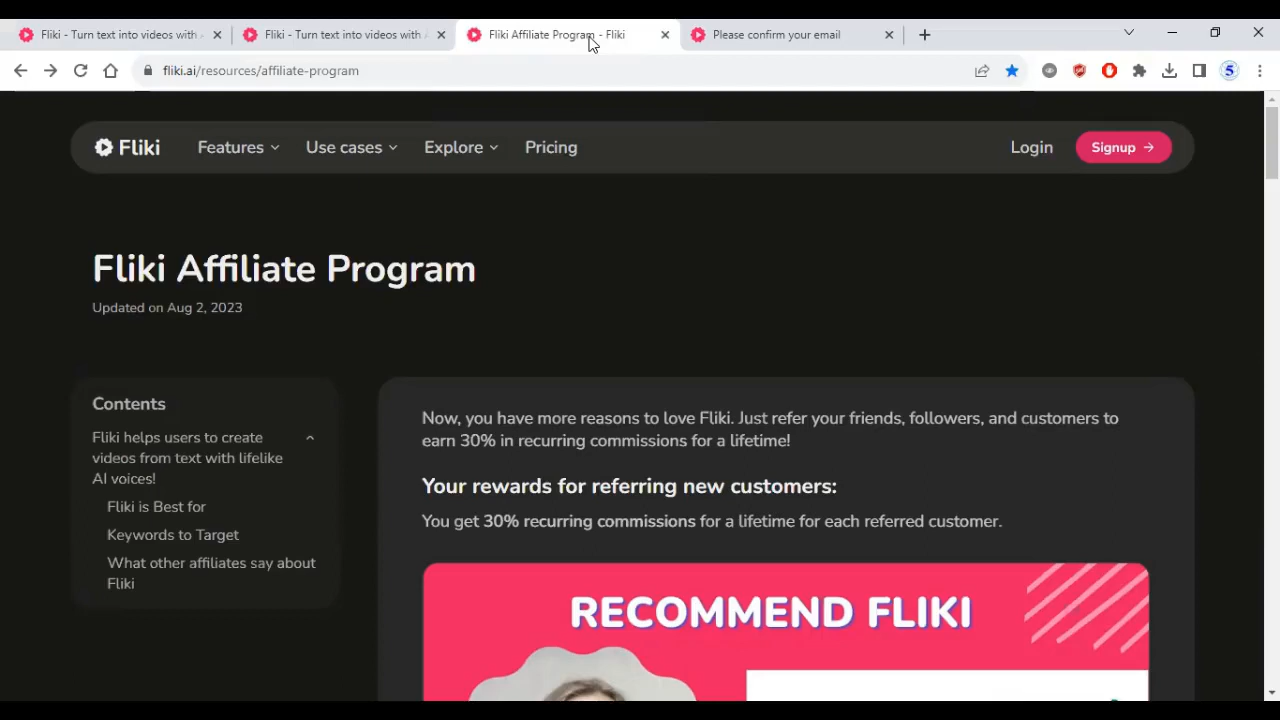 Fliki - Turn text into videos with
Fliki - Turn text into videos with
Fliki Affiliate Program - Fliki
Please confirm your email
fliki.ai/resources/affiliate-program
5
Fliki
Features
Use cases
Explore
Pricing
Login
Signup →
Fliki Affiliate Program
Updated on Aug 2, 2023
Contents
Fliki helps users to create
videos from text with lifelike
AI voices!
Fliki is Best for
Keywords to Target
What other affiliates say about
Fliki
Now, you have more reasons to love Fliki. Just refer your friends, followers, and customers to
earn 30% in recurring commissions for a lifetime!
Your rewards for referring new customers:
You get 30% recurring commissions for a lifetime for each referred customer.
RECOMMEND FLIKI